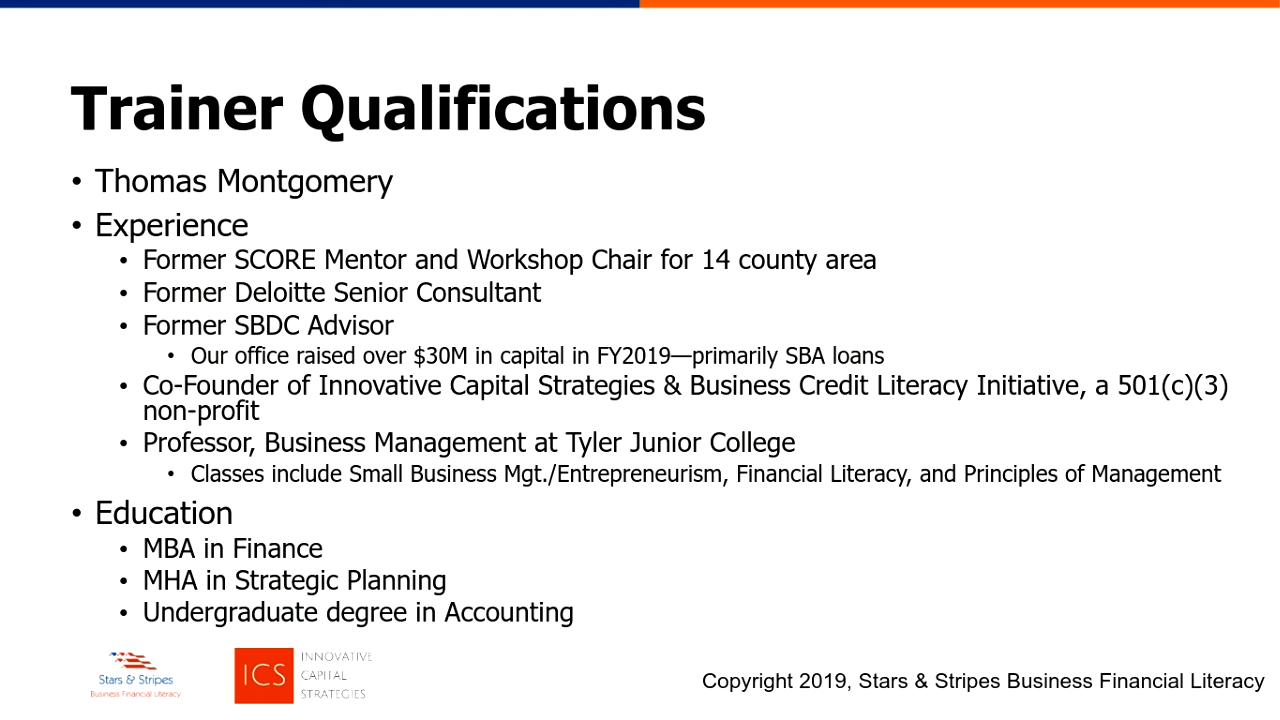 Trainer Qualifications
• Thomas Montgomery
• Experience
• Former SCORE Mentor and Workshop Chair for 14 county area
• Former Deloitte Senior Consultant
• Former SBDC Advisor
• Our office raised over $30M in capital in FY2019—primarily SBA loans
• Co-Founder of Innovative Capital Strategies & Business Credit Literacy Initiative, a 501(c)(3)
non-profit
• Professor, Business Management at Tyler Junior College
• Classes include Small Business Mgt./Entrepreneurism, Financial Literacy, and Principles of Management
• Education
• MBA in Finance
• MHA in Strategic Planning
• Undergraduate degree in Accounting
Stars & Stripes
Business Financial Literacy
ICS
INNOVATIVE
CAPITAL
STRATEGIES
Copyright 2019, Stars & Stripes Business Financial Literacy